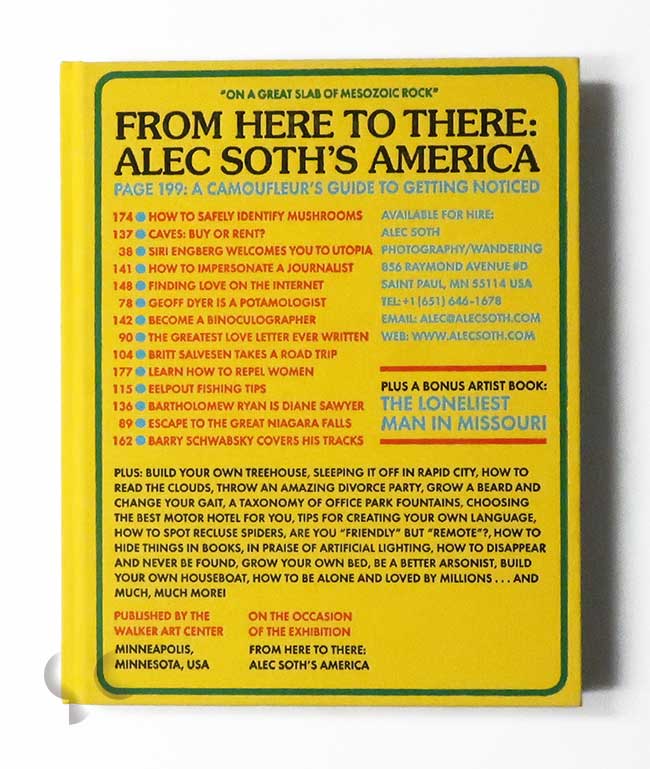 "ON A GREAT SLAB OF MESOZOIC ROCK"
FROM HERE TO THERE:
ALEC SOTH'S AMERICA
PAGE 199: A CAMOUFLEUR'S GUIDE TO GETTING NOTICED
174 ● HOW TO SAFELY IDENTIFY MUSHROOMS
137 ● CAVES: BUY OR RENT?
38 ● SIRI ENGBERG WELCOMES YOU TO UTOPIA
141 ● HOW TO IMPERSONATE A JOURNALIST
148 ● FINDING LOVE ON THE INTERNET
78 ● GEOFF DYER IS A POTAMOLOGIST
142 ● BECOME A BINOCULOGRAPHER
90 ● THE GREATEST LOVE LETTER EVER WRITTEN
104 ● BRITT SALVESEN TAKES A ROAD TRIP
177 ● LEARN HOW TO REPEL WOMEN
115 ● EELPOUT FISHING TIPS
136 ● BARTHOLOMEW RYAN IS DIANE SAWYER
89 ● ESCAPE TO THE GREAT NIAGARA FALLS
162 ● BARRY SCHWABSKY COVERS HIS TRACKS
AVAILABLE FOR HIRE:
ALEC SOTH
PHOTOGRAPHY/WANDERING
856 RAYMOND AVENUE #D
SAINT PAUL, MN 55114 USA
TEL: +1 (651) 646-1678
EMAIL: ALEC@ALECSOTH.COM
WEB: WWW.ALECSOTH.COM
PLUS A BONUS ARTIST BOOK:
THE LONELIEST
MAN IN MISSOURI
PLUS: BUILD YOUR OWN TREEHOUSE, SLEEPING IT OFF IN RAPID CITY, HOW TO
READ THE CLOUDS, THROW AN AMAZING DIVORCE PARTY, GROW A BEARD AND
CHANGE YOUR GAIT, A TAXONOMY OF OFFICE PARK FOUNTAINS, CHOOSING
THE BEST MOTOR HOTEL FOR YOU, TIPS FOR CREATING YOUR OWN LANGUAGE,
HOW TO SPOT RECLUSE SPIDERS, ARE YOU "FRIENDLY" BUT "REMOTE"?, HOW TO
HIDE THINGS IN BOOKS, IN PRAISE OF ARTIFICIAL LIGHTING, HOW TO DISAPPEAR
AND NEVER BE FOUND, GROW YOUR OWN BED, BE A BETTER ARSONIST, BUILD
YOUR OWN HOUSEBOAT, HOW TO BE ALONE AND LOVED BY MILLIONS . . . AND
MUCH, MUCH MORE!
PUBLISHED BY THE
WALKER ART CENTER
MINNEAPOLIS,
MINNESOTA, USA
ON THE OCCASION
OF THE EXHIBITION
FROM HERE TO THERE:
ALEC SOTH'S AMERICA